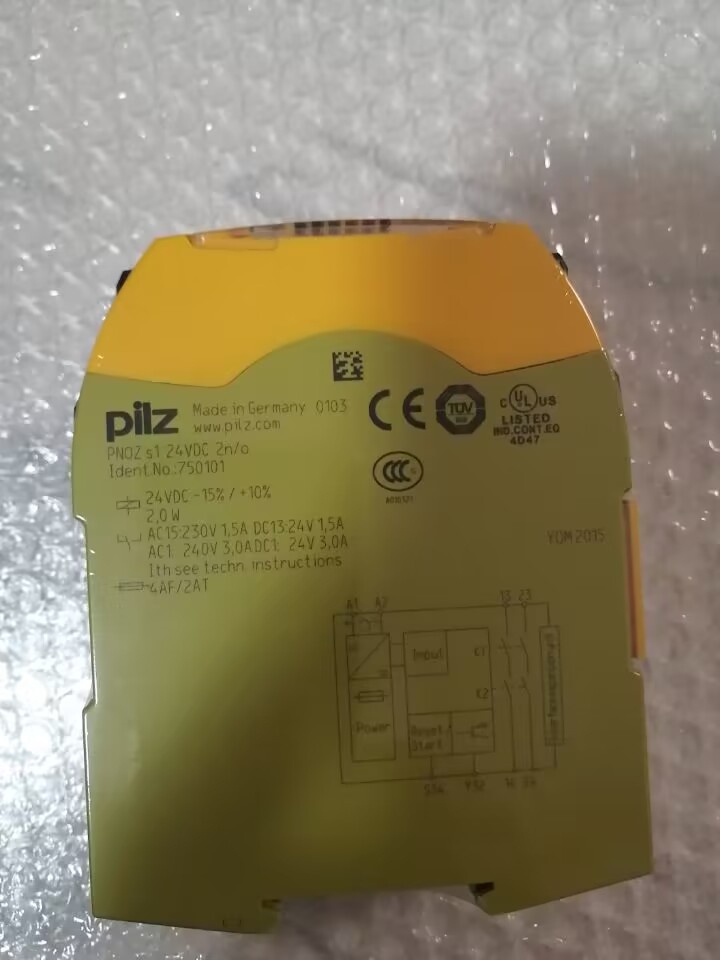 pilz
Made in Germany 0103
www.pilz.com
CE
TÜV
C UL US
LISTED
IND.CONT.EQ
4D47
PNOZ s1 24VDC 2n/o
Ident.No.:750101
CCC
24VDC -15% / +10%
2,0 W
AC15:230V 1,5A DC13:24V 1,5A
AC1: 240V 3,0A DC1: 24V 3,0A
Ith see techn. instructions
4AF/2AT
YOM 2015
A1 A2 13 23
Input
K1
K2
Power
Reset/
Start
S34 Y32 14 24